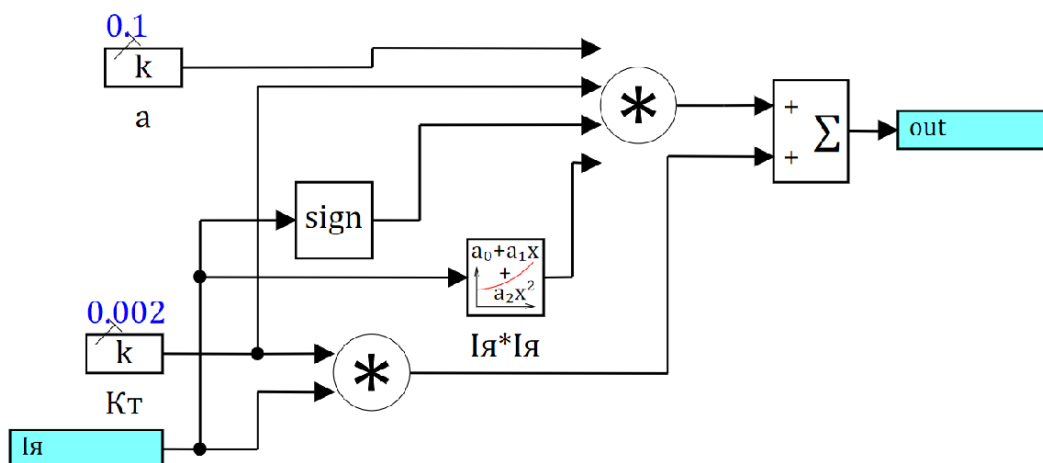 0.1
k
a
*
+
+
Σ
out
sign
a₀+a₁x
+
a₂x²
Iя*Iя
0.002
k
Кт
*
Iя